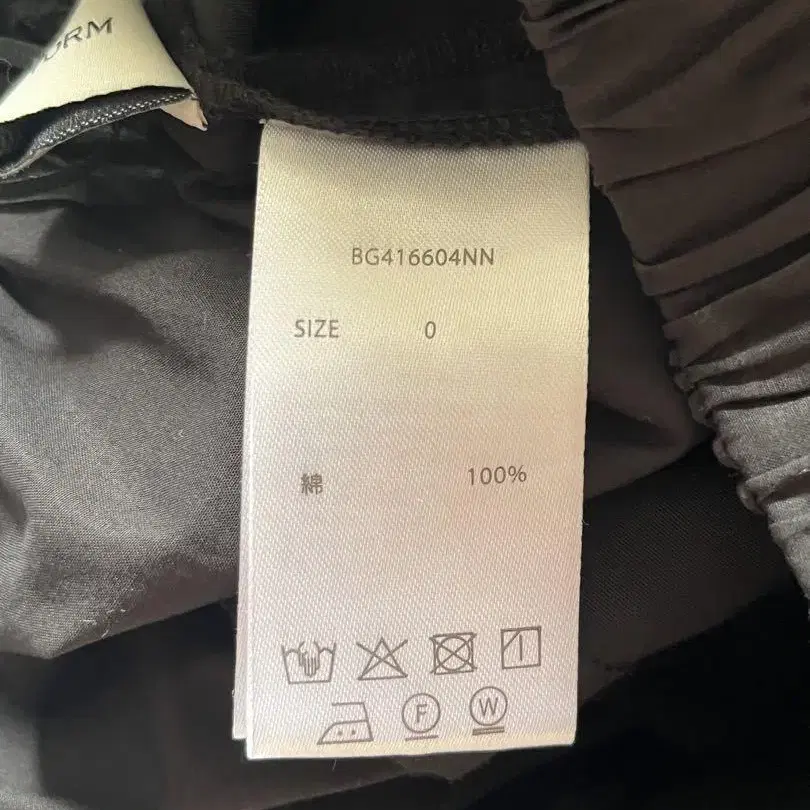 BG416604NN
SIZE 0
綿 100%
F W